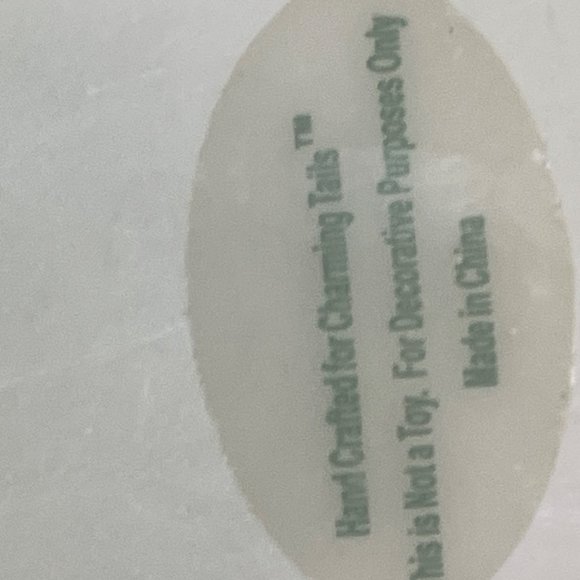 Hand Crafted for Charming Tails™
his is Not a Toy. For Decorative Purposes Only
Made in China